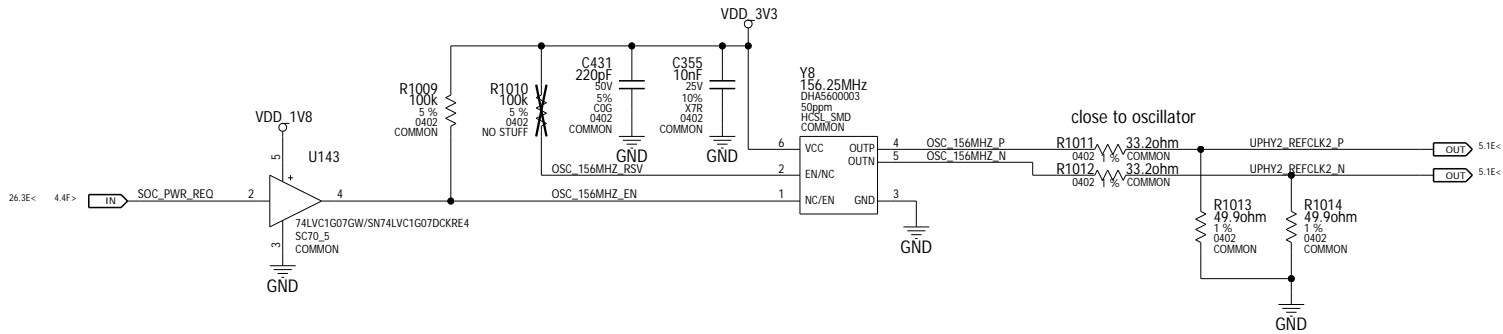 VDD_3V3
R1009
100k
5 %
0402
COMMON
R1010
100k
5 %
0402
NO STUFF
C431
220pF
50V
5%
C0G
0402
COMMON
GND
C355
10nF
25V
10%
X7R
0402
COMMON
GND
Y8
156.25MHz
DHA5600003
50ppm
HCSL_SMD
COMMON
6 VCC OUTP 4
OUTN 5
2 EN/NC
1 NC/EN GND 3
GND
VDD_1V8
5
U143
+
26.3E< 4.4F> IN SOC_PWR_REQ 2 4
3
74LVC1G07GW/SN74LVC1G07DCKRE4
SC70_5
COMMON
GND
OSC_156MHZ_RSV
OSC_156MHZ_EN
close to oscillator
OSC_156MHZ_P
R1011 33.2ohm
0402 1 % COMMON
UPHY2_REFCLK2_P
OUT 5.1E<
OSC_156MHZ_N
R1012 33.2ohm
0402 1 % COMMON
UPHY2_REFCLK2_N
OUT 5.1E<
R1013
49.9ohm
1 %
0402
COMMON
R1014
49.9ohm
1 %
0402
COMMON
GND